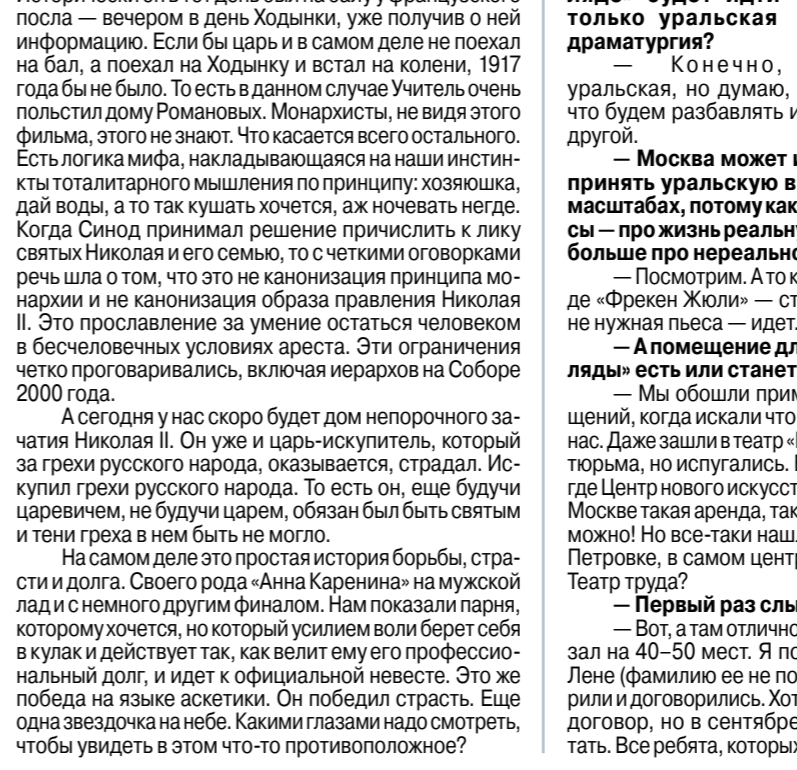 посла — вечером в день Ходынки, уже получив о ней
информацию. Если бы царь и в самом деле не поехал
на бал, а поехал на Ходынку и встал на колени, 1917
года бы не было. То есть в данном случае Учитель очень
польстил дому Романовых. Монархисты, не видя этого
фильма, этого не знают. Что касается всего остального.
Есть логика мифа, накладывающаяся на наши инстин-
кты тоталитарного мышления по принципу: хозяюшка,
дай воды, а то так кушать хочется, аж ночевать негде.
Когда Синод принимал решение причислить к лику
святых Николая и его семью, то с четкими оговорками
речь шла о том, что это не канонизация принципа мо-
нархии и не канонизация образа правления Николая
II. Это прославление за умение остаться человеком
в бесчеловечных условиях ареста. Эти ограничения
четко проговаривались, включая иерархов на Соборе
2000 года.
А сегодня у нас скоро будет дом непорочного за-
чатия Николая II. Он уже и царь-искупитель, который
за грехи русского народа, оказывается, страдал. Ис-
купил грехи русского народа. То есть он, еще будучи
царевичем, не будучи царем, обязан был быть святым
и тени греха в нем быть не могло.
На самом деле это простая история борьбы, стра-
сти и долга. Своего рода «Анна Каренина» на мужской
лад и с немного другим финалом. Нам показали парня,
которому хочется, но который усилием воли берет себя
в кулак и действует так, как велит ему его профессио-
нальный долг, и идет к официальной невесте. Это же
победа на языке аскетики. Он победил страсть. Еще
одна звездочка на небе. Какими глазами надо смотреть,
чтобы увидеть в этом что-то противоположное?
только уральская
драматургия?
— Конечно,
уральская, но думаю,
что будем разбавлять и
другой.
— Москва может и
принять уральскую в
масштабах, потому как
сы — про жизнь реальну
больше про нереально
— Посмотрим. А то к
де «Фрекен Жюли» — ст
не нужная пьеса — идет.
— А помещение дл
ляды» есть или станет
— Мы обошли прим
щений, когда искали что
нас. Даже зашли в театр
тюрьма, но испугались.
где Центр нового искусст
Москве такая аренда, так
можно! Но все-таки наш
Петровке, в самом центр
Театр труда?
— Первый раз слы
— Вот, а там отлично
зал на 40–50 мест. Я по
Лене (фамилию ее не по
рили и договорились. Хот
договор, но в сентябре
тать. Все ребята, которых